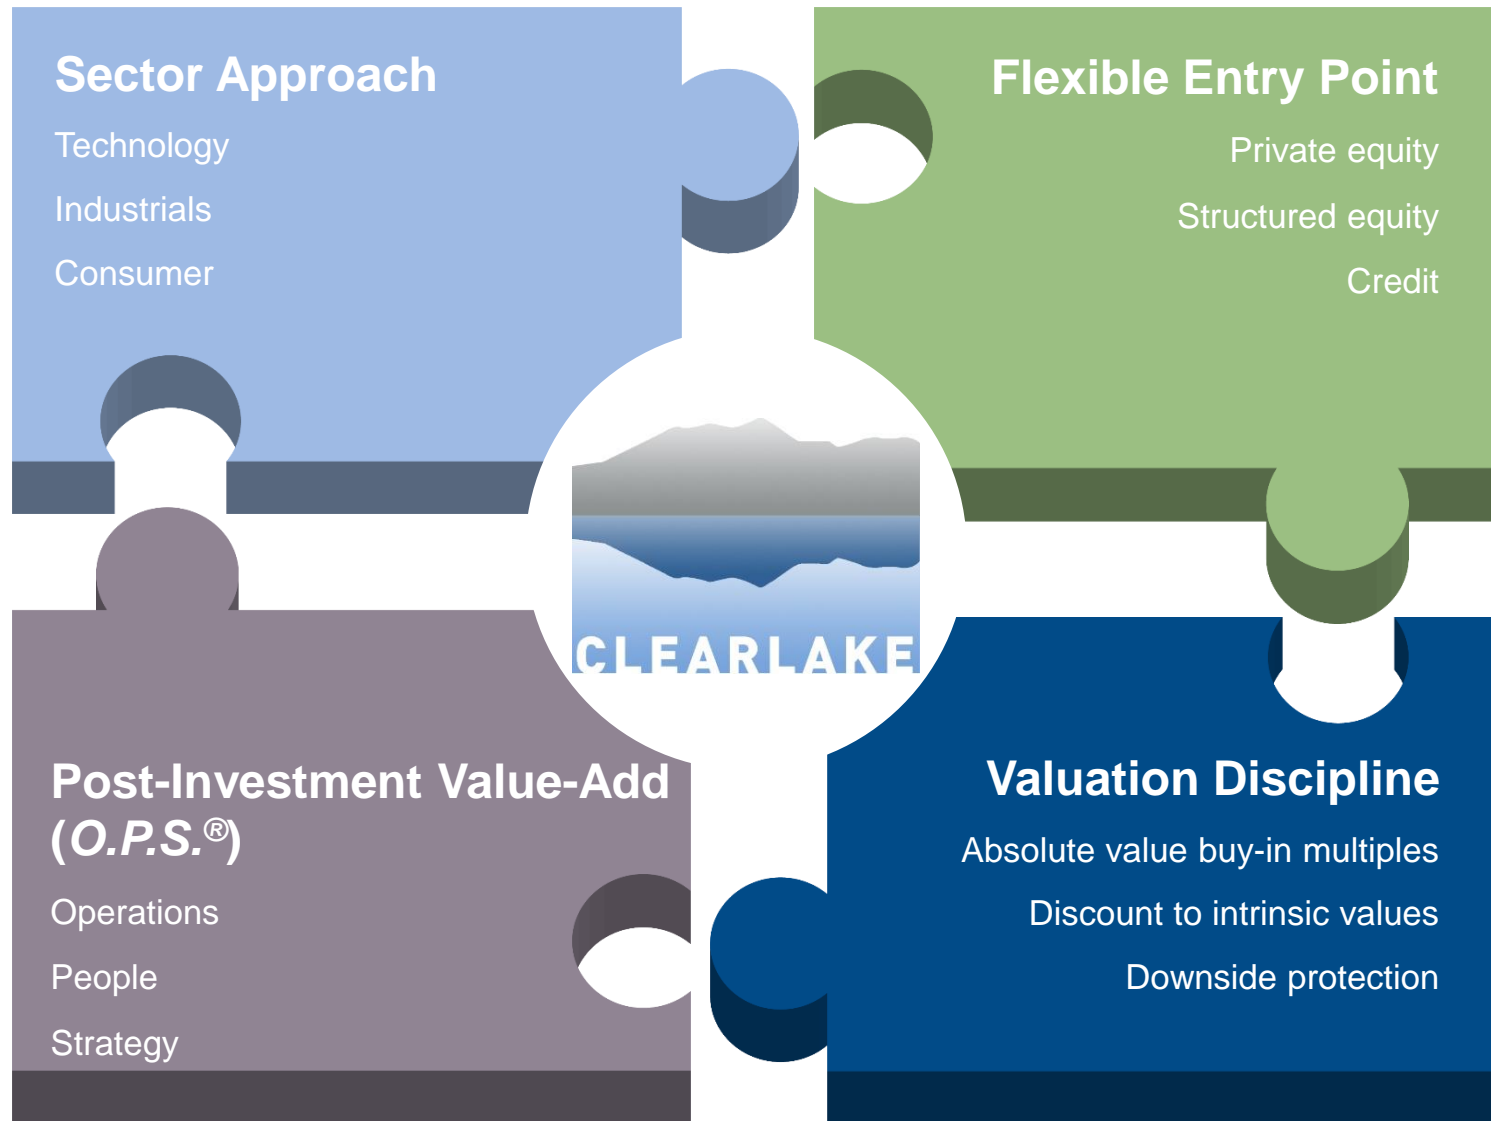 Sector Approach
Technology
Industrials
Consumer
Flexible Entry Point
Private equity
Structured equity
Credit
CLEARLAKE
Post-Investment Value-Add
(O.P.S.®)
Operations
People
Strategy
Valuation Discipline
Absolute value buy-in multiples
Discount to intrinsic values
Downside protection